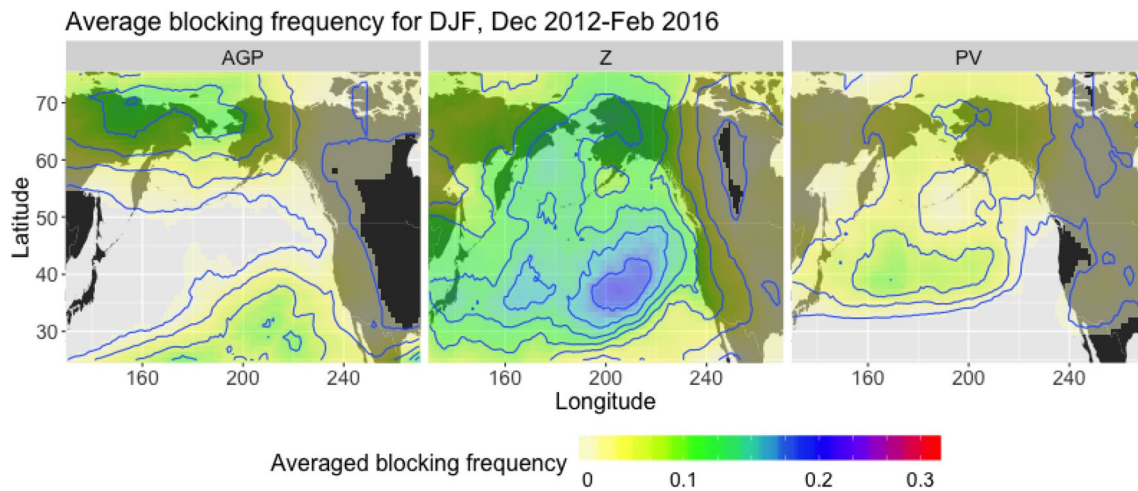 Average blocking frequency for DJF, Dec 2012-Feb 2016
AGP Z PV
Latitude
70
60
50
40
30
160 200 240 160 200 240 160 200 240
Longitude
Averaged blocking frequency
0 0.1 0.2 0.3